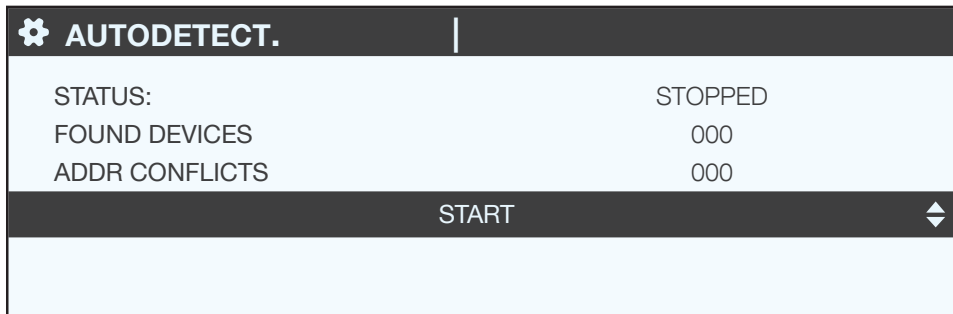 AUTODETECT.
STATUS: STOPPED
FOUND DEVICES 000
ADDR CONFLICTS 000
START